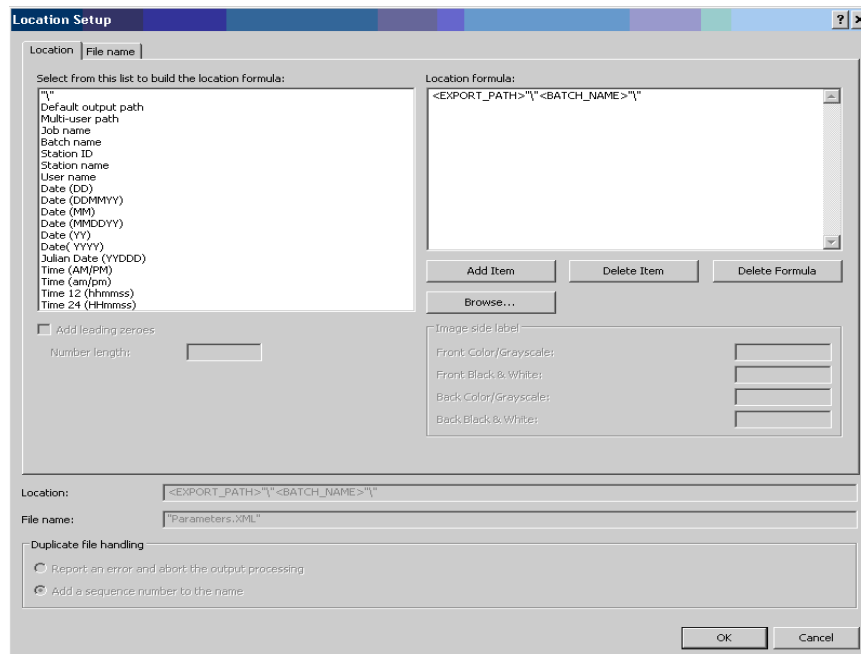 Location Setup
Location
File name
Select from this list to build the location formula:
"\"
Default output path
Multi-user path
Job name
Batch name
Station ID
Station name
User name
Date (DD)
Date (DDMMYY)
Date (MM)
Date (MMDDYY)
Date (YY)
Date( YYYY)
Julian Date (YYDDD)
Time (AM/PM)
Time (am/pm)
Time 12 (hhmmss)
Time 24 (HHmmss)
Location formula:
<EXPORT_PATH>"\"<BATCH_NAME>"\"
Add Item
Delete Item
Delete Formula
Browse...
Add leading zeroes
Number length:
Image side label
Front Color/Grayscale:
Front Black & White:
Back Color/Grayscale:
Back Black & White:
Location:
<EXPORT_PATH>"\"<BATCH_NAME>"\"
File name:
"Parameters.XML"
Duplicate file handling
Report an error and abort the output processing
Add a sequence number to the name
OK
Cancel